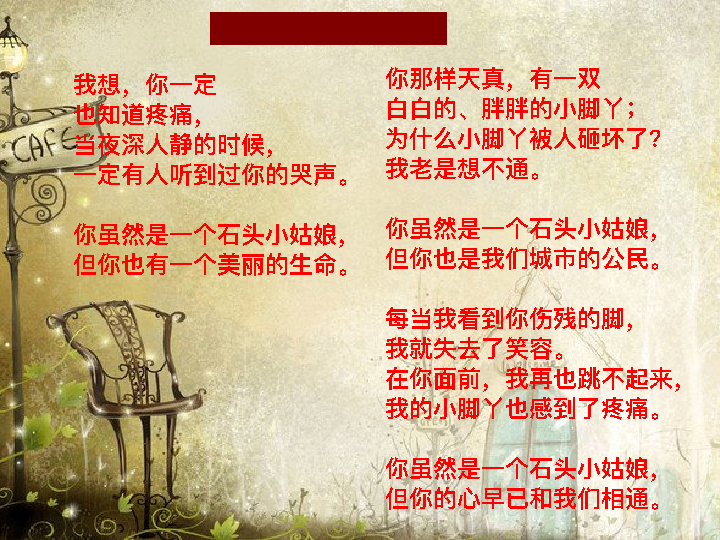 CAFE
我想，你一定
也知道疼痛，
当夜深人静的时候，
一定有人听到过你的哭声。
你虽然是一个石头小姑娘，
但你也有一个美丽的生命。
你那样天真，有一双
白白的、胖胖的小脚丫；
为什么小脚丫被人砸坏了？
我老是想不通。
你虽然是一个石头小姑娘，
但你也是我们城市的公民。
每当我看到你伤残的脚，
我就失去了笑容。
在你面前，我再也跳不起来，
我的小脚丫也感到了疼痛。
你虽然是一个石头小姑娘，
但你的心早已和我们相通。